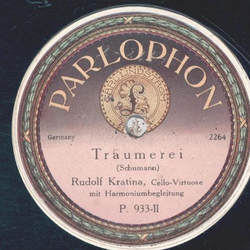 PARLOPHON
Germany 2264
Träumerei
(Schumann)
Rudolf Kratina, Cello-Virtuose
mit Harmoniumbegleitung
P. 933-II